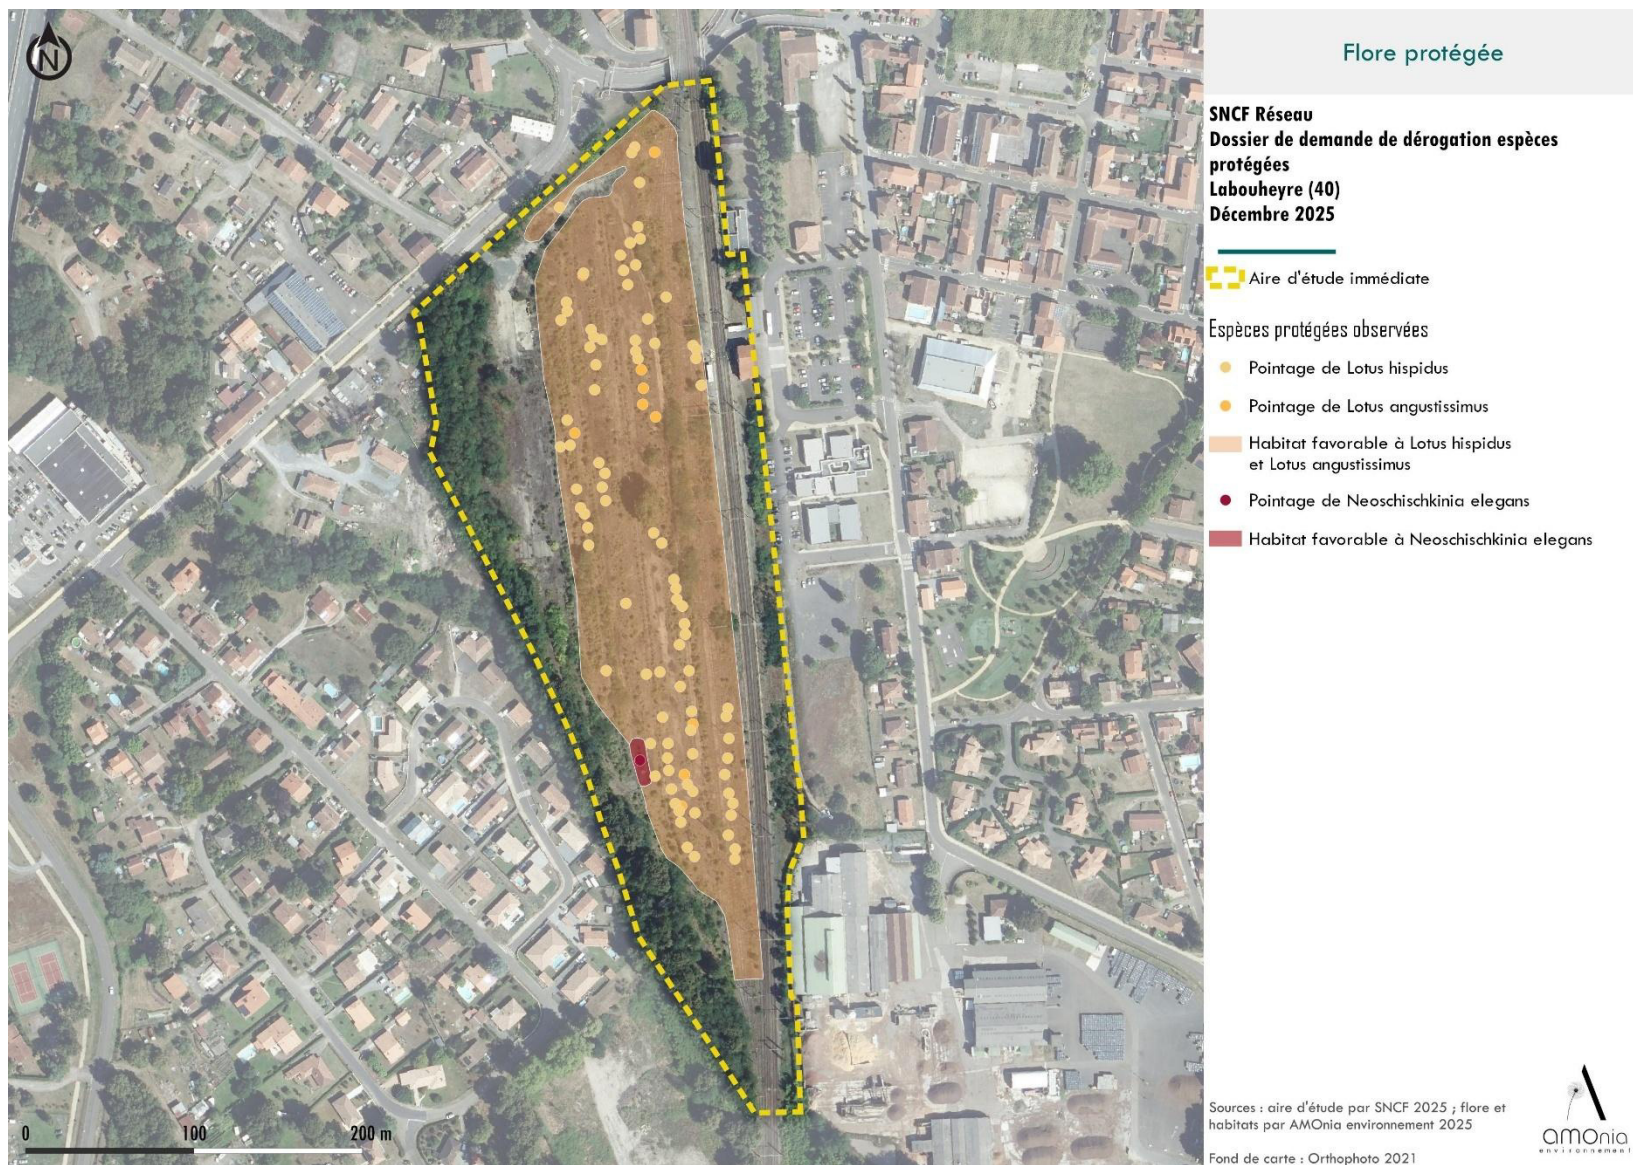 N
Flore protégée
SNCF Réseau
Dossier de demande de dérogation espèces
protégées
Labouheyre (40)
Décembre 2025
Aire d'étude immédiate
Espèces protégées observées
Pointage de Lotus hispidus
Pointage de Lotus angustissimus
Habitat favorable à Lotus hispidus
et Lotus angustissimus
Pointage de Neoschischkinia elegans
Habitat favorable à Neoschischkinia elegans
0 100 200 m
Sources : aire d'étude par SNCF 2025 ; flore et
habitats par AMOnia environnement 2025
Fond de carte : Orthophoto 2021
amOnia
environnement